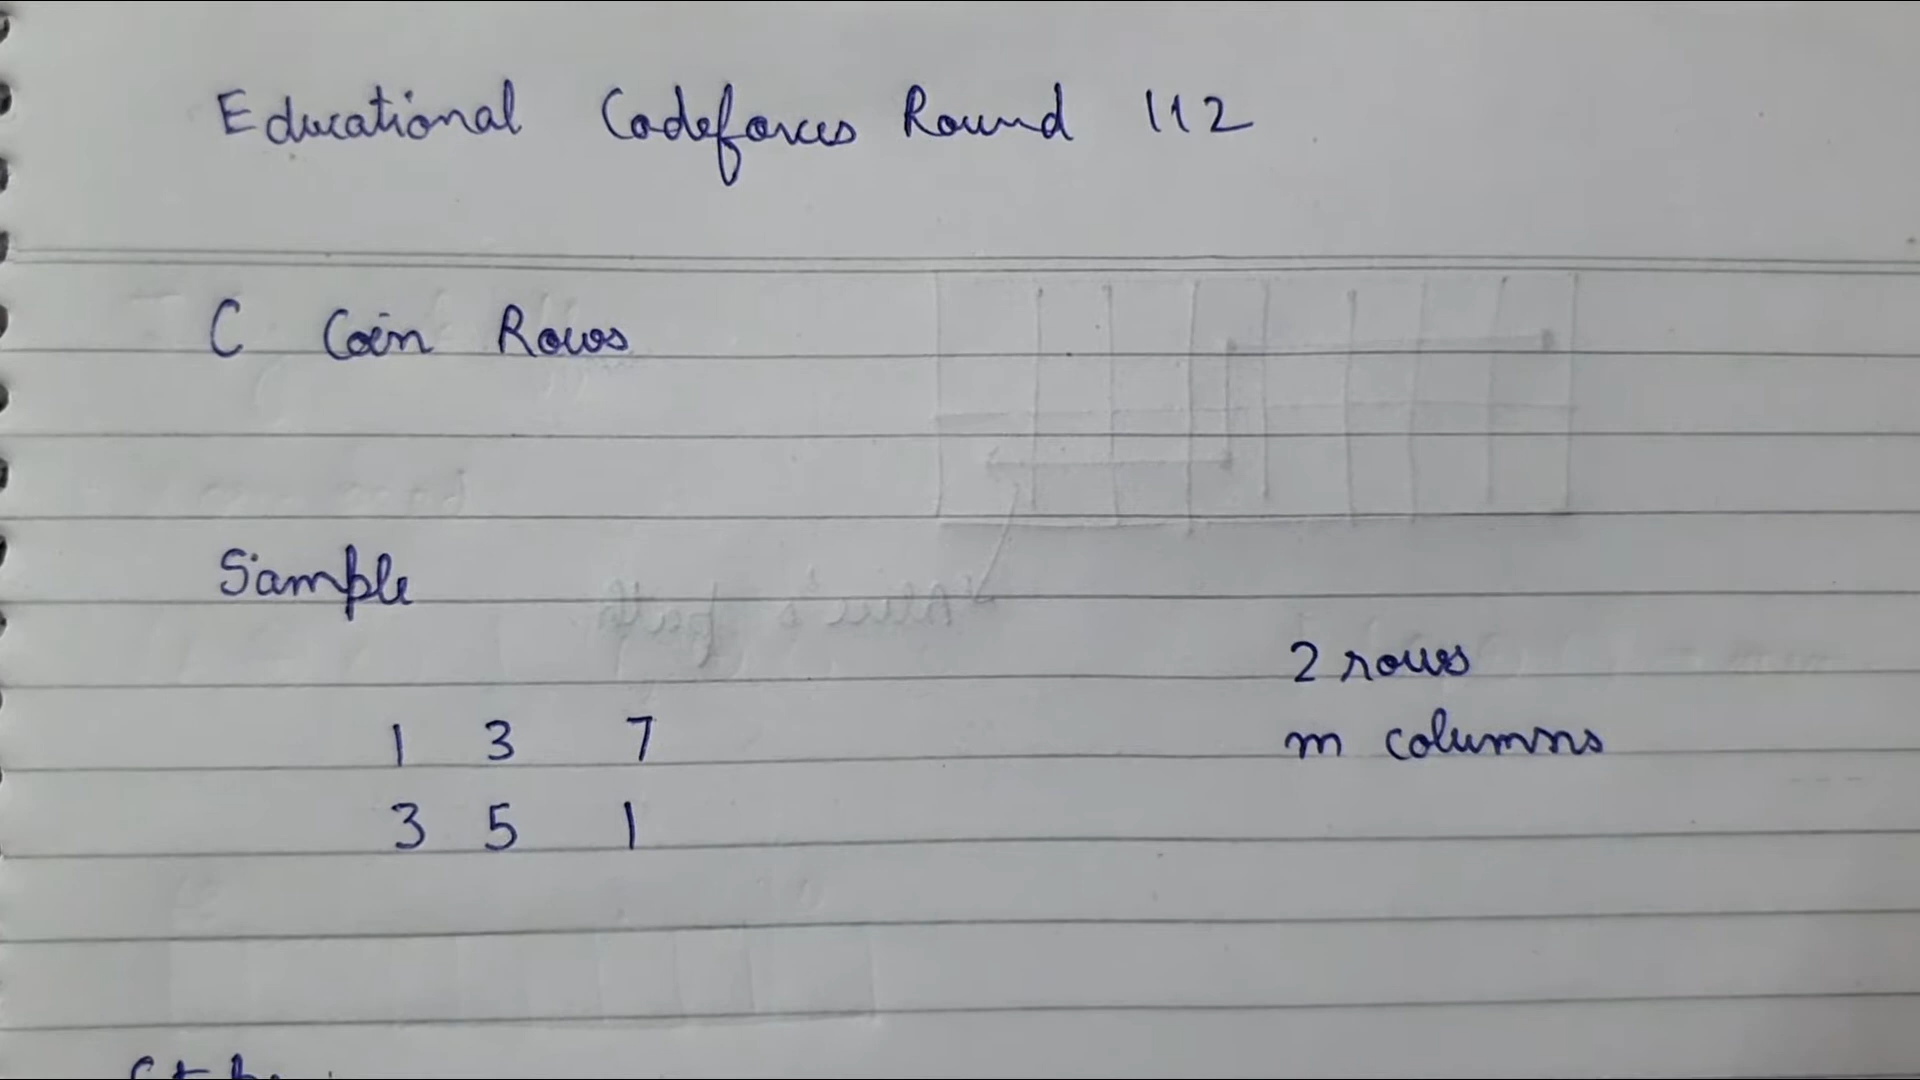 Educational Codeforces Round 112
C Coin Rows
Sample
2 rows
1 3 7 m columns
3 5 1